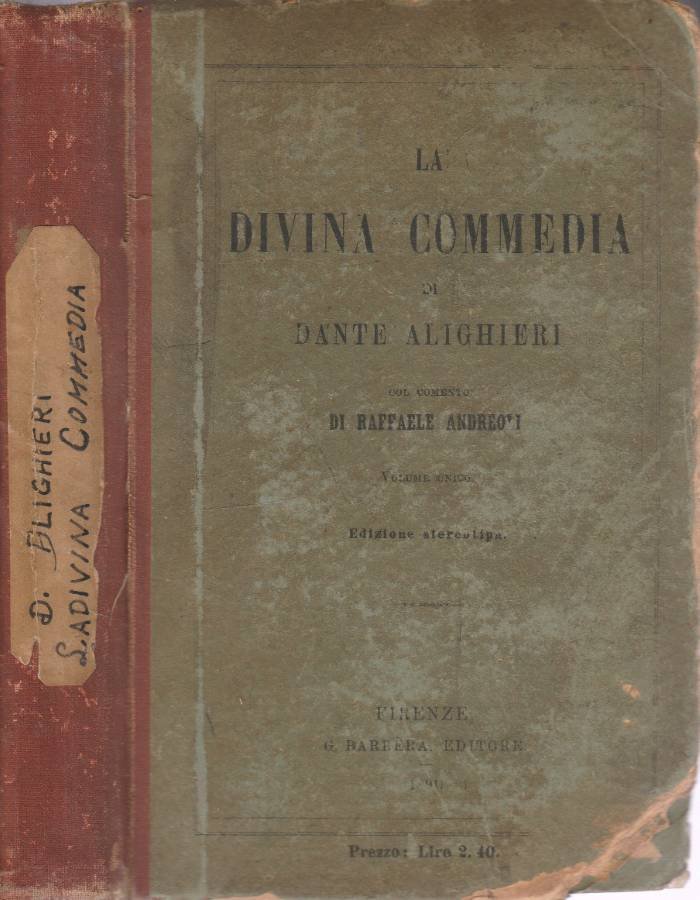 D. BLIGHIERI
LADIVINA COMMEDIA
LA
DIVINA COMMEDIA
DI
DANTE ALIGHIERI
COL COMENTO
DI RAFFAELE ANDREOLI
VOLUME UNICO.
Edizione stereotipa.
FIRENZE,
G. BARBÈRA, EDITORE
Prezzo: Lire 2. 40.